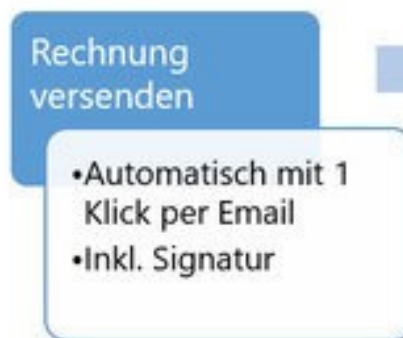 Rechnung
versenden
•Automatisch mit 1
Klick per Email
•Inkl. Signatur